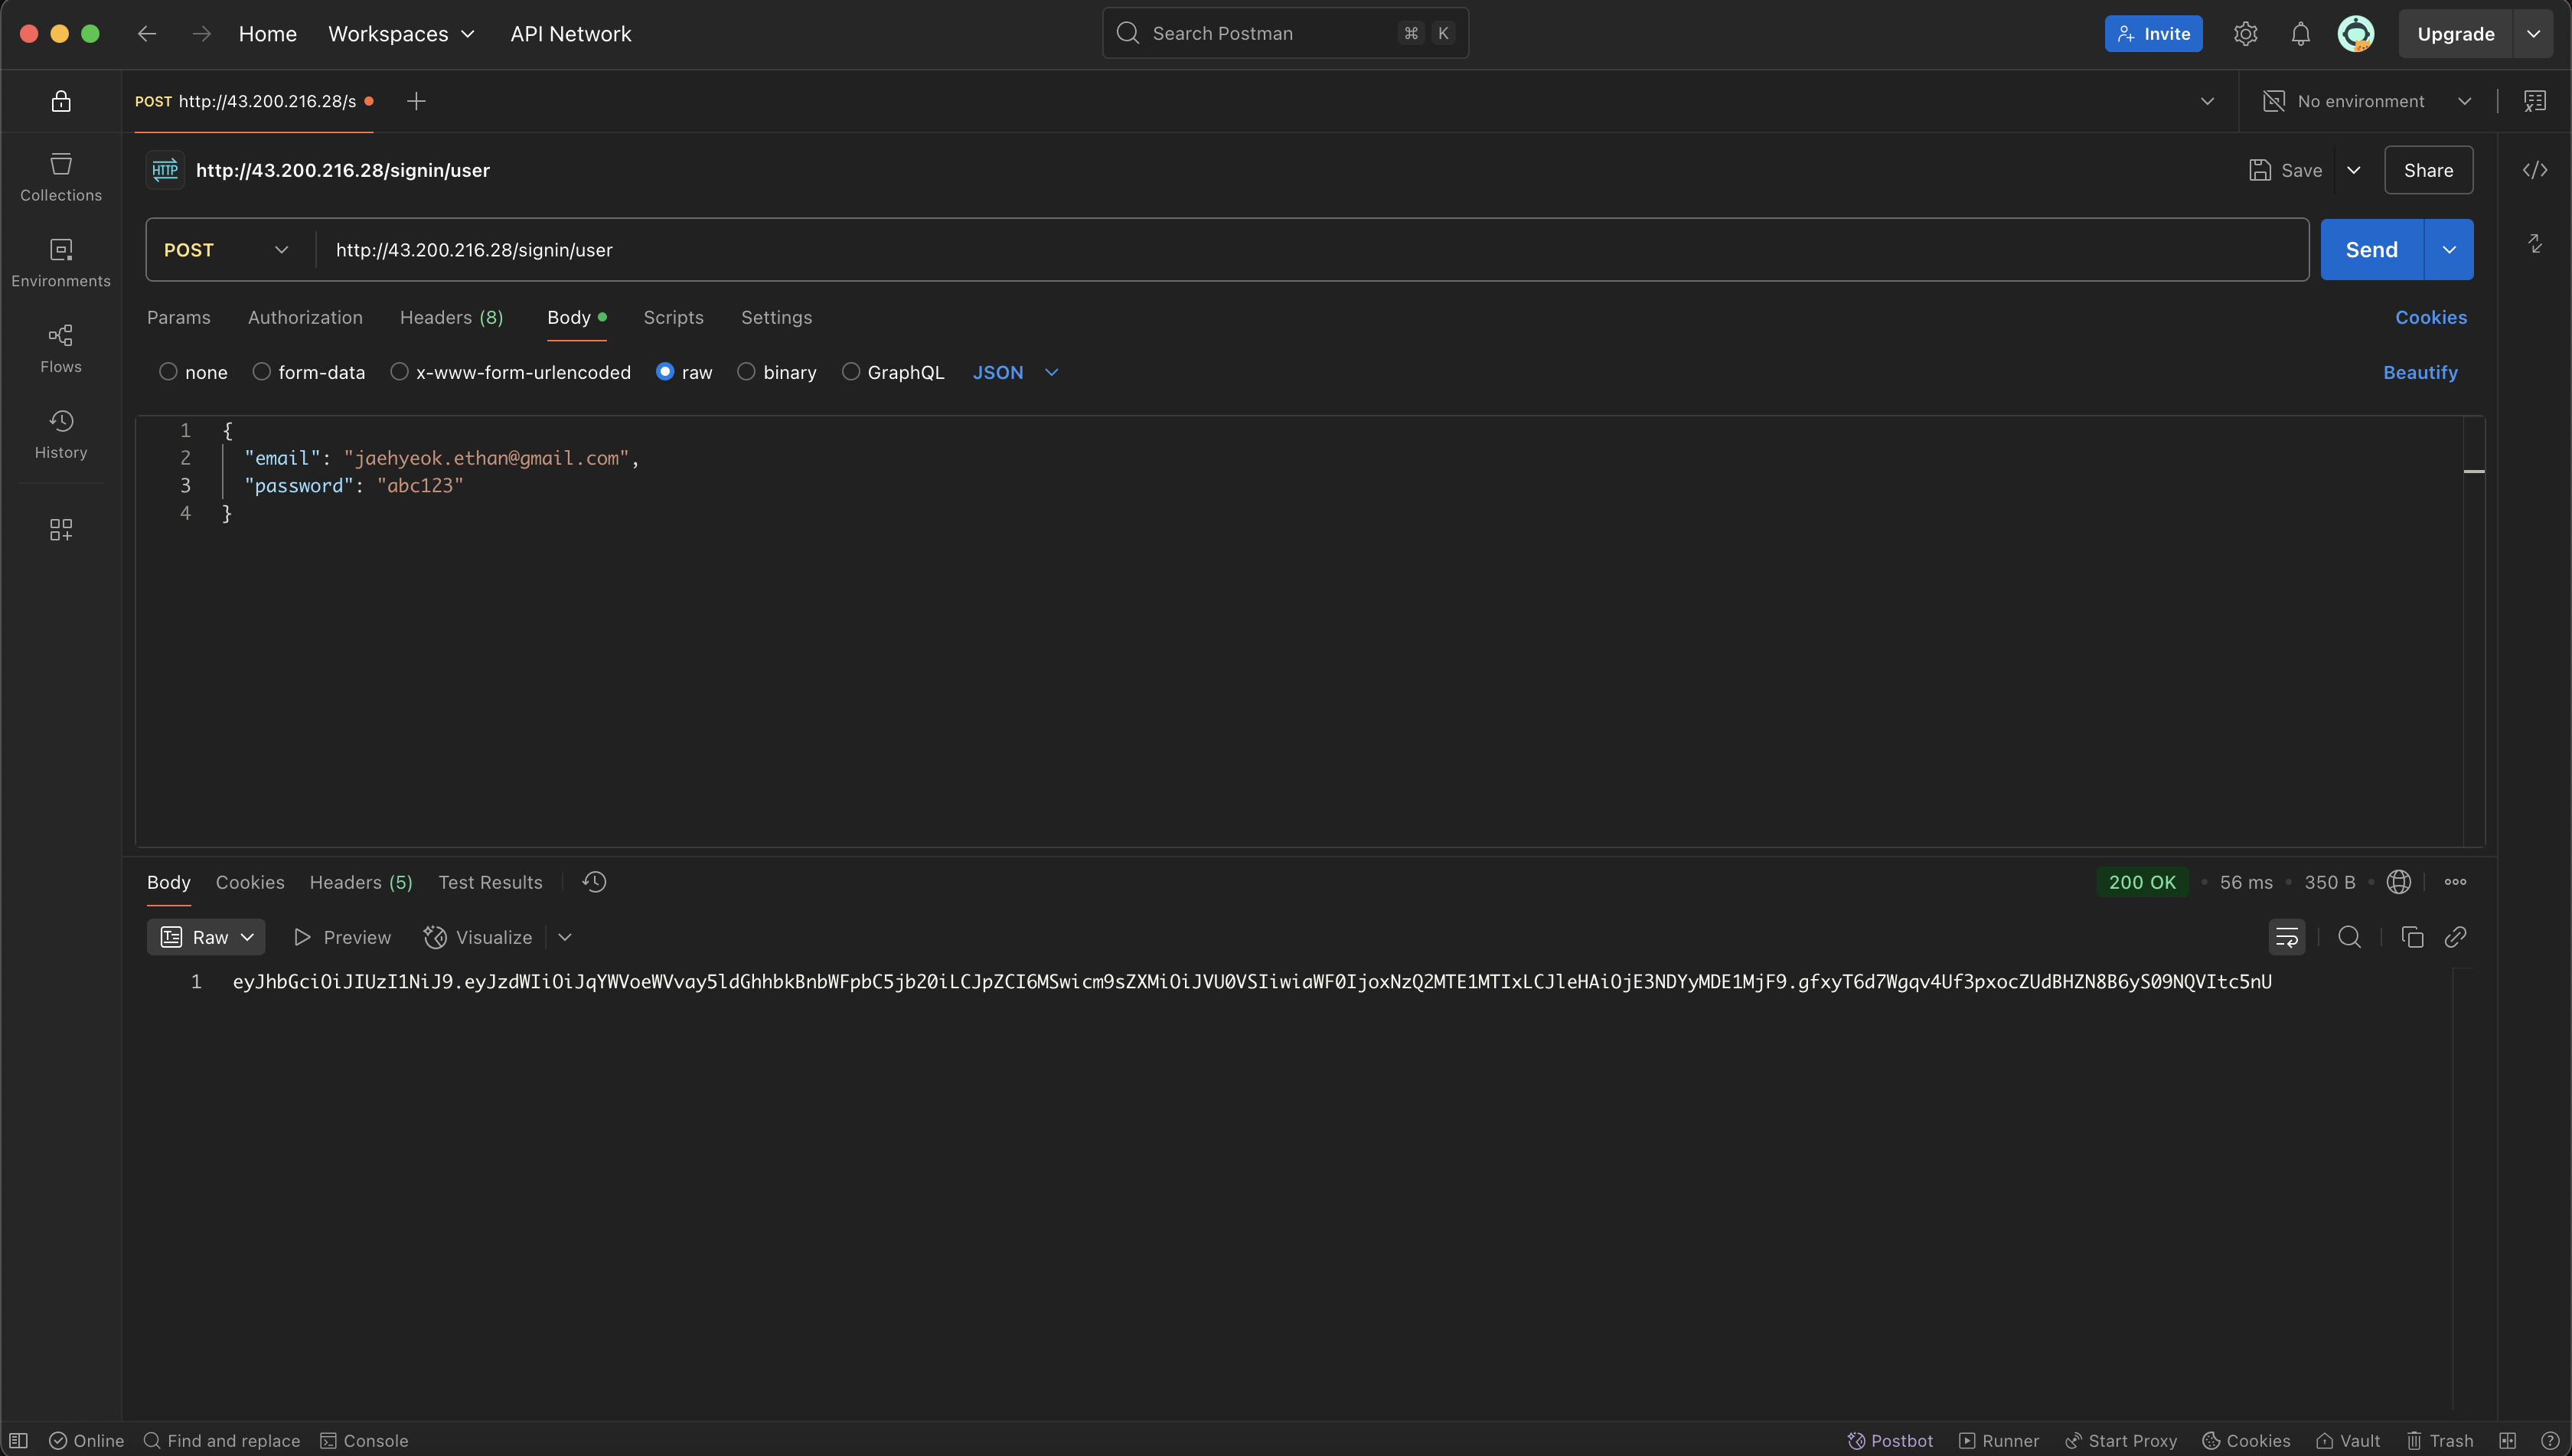 Home Workspaces API Network Search Postman ⌘ K Invite Upgrade
POST http://43.200.216.28/s No environment
HTTP http://43.200.216.28/signin/user Save Share
Collections
POST http://43.200.216.28/signin/user Send
Environments
Params Authorization Headers (8) Body Scripts Settings Cookies
Flows
none form-data x-www-form-urlencoded raw binary GraphQL JSON Beautify
History
1 {
2 "email": "jaehyeok.ethan@gmail.com",
3 "password": "abc123"
4 }
Body Cookies Headers (5) Test Results 200 OK • 56 ms • 350 B •
Raw Preview Visualize
1 eyJhbGciOiJIUzI1NiJ9.eyJzdWIiOiJqYWVoeWVvay5ldGhhbkBnbWFpbC5jb20iLCJpZCI6MSwicm9sZXMiOiJVU0VSIiwiaWF0IjoxNzQ2MTE1MTIxLCJleHAiOjE3NDYyMDE1MjF9.gfxyT6d7Wgqv4Uf3pxocZUdBHZN8B6yS09NQVItc5nU
Online Find and replace Console Postbot Runner Start Proxy Cookies Vault Trash